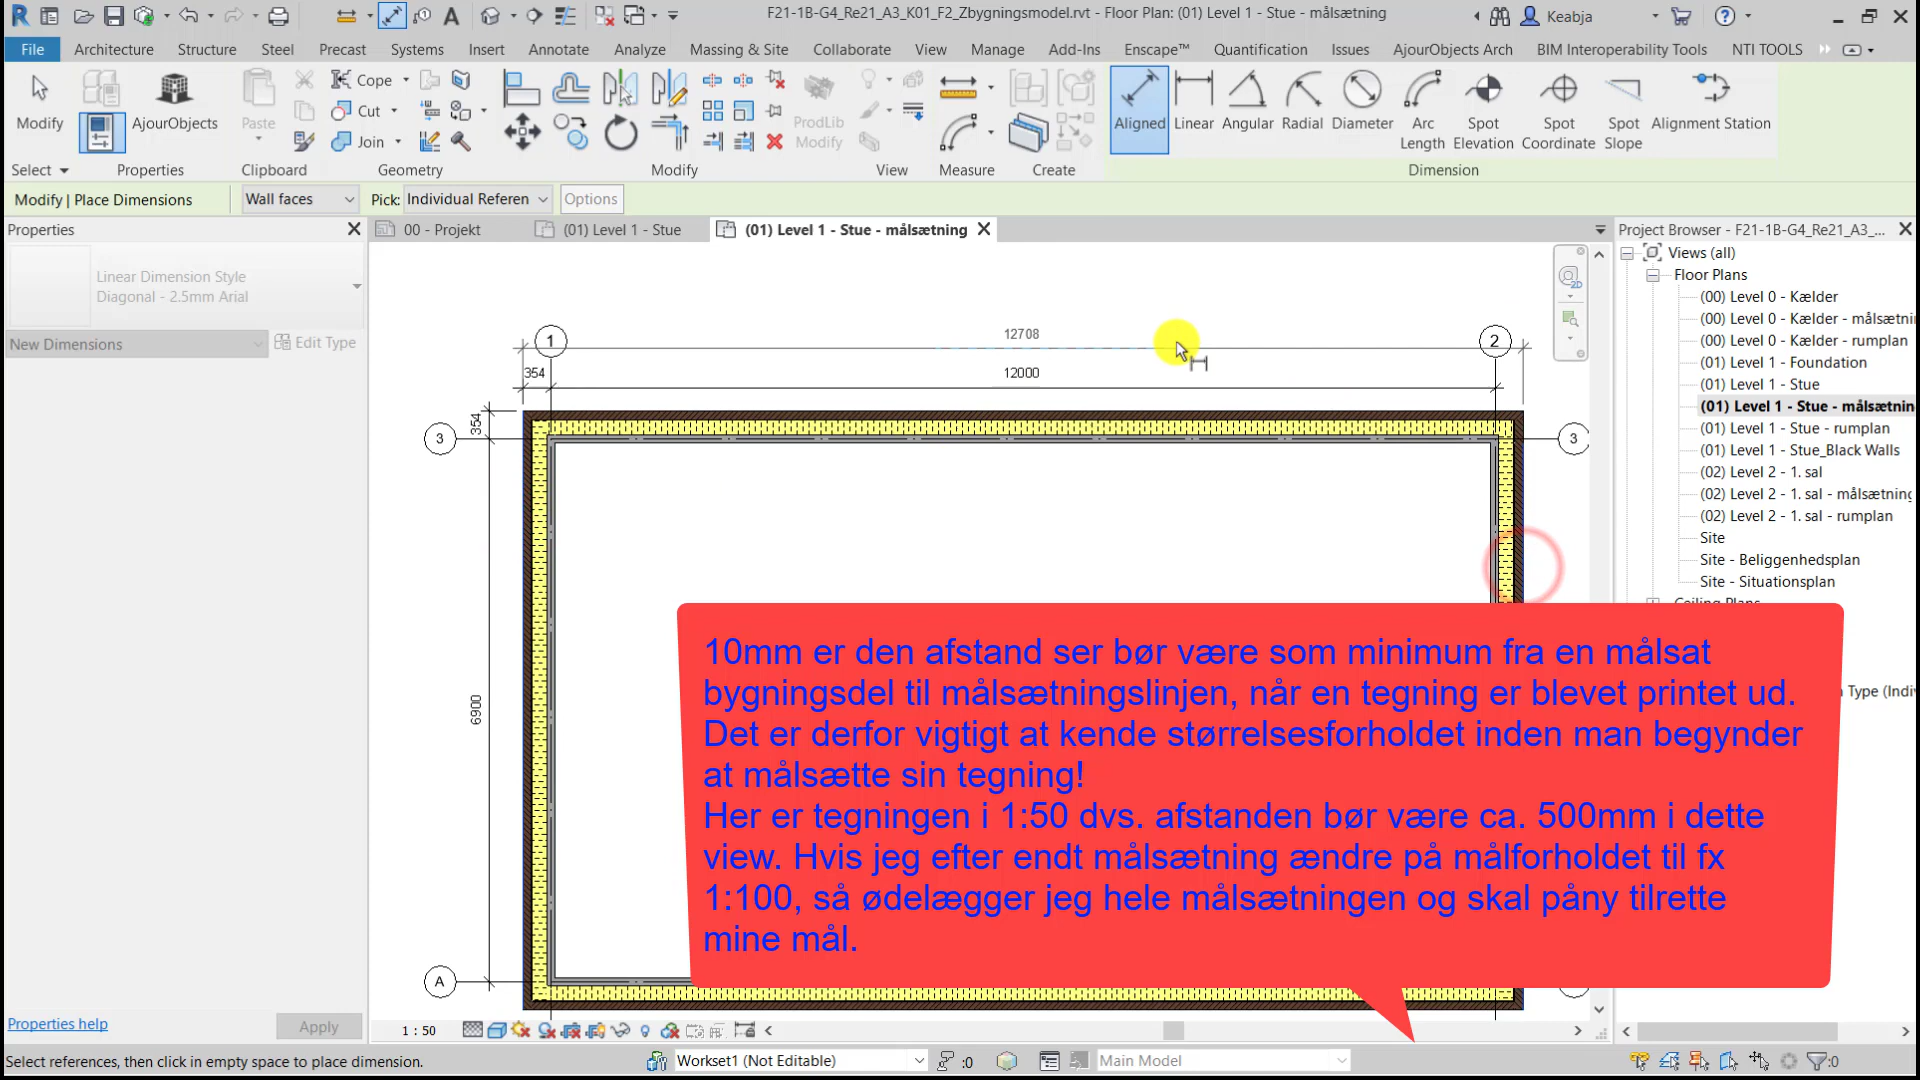 F21-1B-G4_Re21_A3_K01_F2_Zbygningsmodel.rvt - Floor Plan: (01) Level 1 - Stue - målsætning
Keabja
File Architecture Structure Steel Precast Systems Insert Annotate Analyze Massing & Site Collaborate View Manage Add-Ins Enscape™ Quantification Issues AjourObjects Arch BIM Interoperability Tools NTI TOOLS
Modify
AjourObjects
Paste
Cope
Cut
Join
ProdLib
Modify
Aligned Linear Angular Radial Diameter Arc
Length Spot
Elevation Spot
Coordinate Spot
Slope Alignment Station
Select Properties Clipboard Geometry Modify View Measure Create Dimension
Modify | Place Dimensions Wall faces Pick: Individual Referen Options
Properties
00 - Projekt (01) Level 1 - Stue (01) Level 1 - Stue - målsætning
Project Browser - F21-1B-G4_Re21_A3_...
Linear Dimension Style
Diagonal - 2.5mm Arial
New Dimensions Edit Type
Views (all)
Floor Plans
(00) Level 0 - Kælder
(00) Level 0 - Kælder - målsætni
(00) Level 0 - Kælder - rumplan
(01) Level 1 - Foundation
(01) Level 1 - Stue
(01) Level 1 - Stue - målsætnin
(01) Level 1 - Stue - rumplan
(01) Level 1 - Stue_Black Walls
(02) Level 2 - 1. sal
(02) Level 2 - 1. sal - målsætning
(02) Level 2 - 1. sal - rumplan
Site
Site - Beliggenhedsplan
Site - Situationsplan
Ceiling Plans
Type (Indi
12708
1
2
354
12000
354
3
3
6900
A
2D
10mm er den afstand ser bør være som minimum fra en målsat
bygningsdel til målsætningslinjen, når en tegning er blevet printet ud.
Det er derfor vigtigt at kende størrelsesforholdet inden man begynder
at målsætte sin tegning!
Her er tegningen i 1:50 dvs. afstanden bør være ca. 500mm i dette
view. Hvis jeg efter endt målsætning ændre på målforholdet til fx
1:100, så ødelægger jeg hele målsætningen og skal påny tilrette
mine mål.
Properties help Apply
1 : 50
Select references, then click in empty space to place dimension.
Workset1 (Not Editable)
:0
Main Model
:0